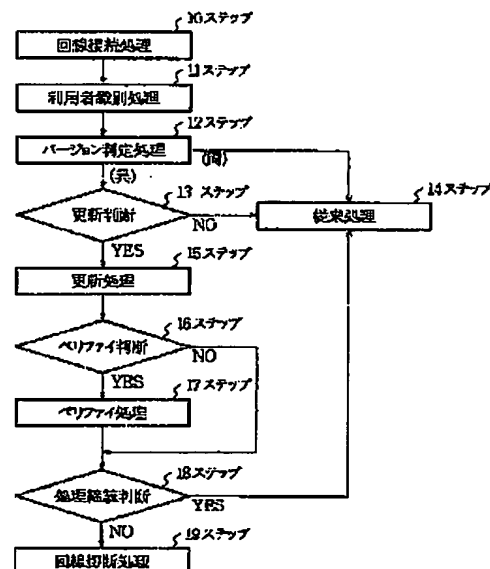 10ステップ
回線接続処理
11ステップ
利用者識別処理
12ステップ
バージョン判定処理
(同)
(異)
13 ステップ
14ステップ
更新判断
NO
従来処理
YES
15ステップ
更新処理
16ステップ
ベリファイ判断
NO
YES
17ステップ
ベリファイ処理
18ステップ
処理継続判断
YES
NO
19ステップ
回線切断処理